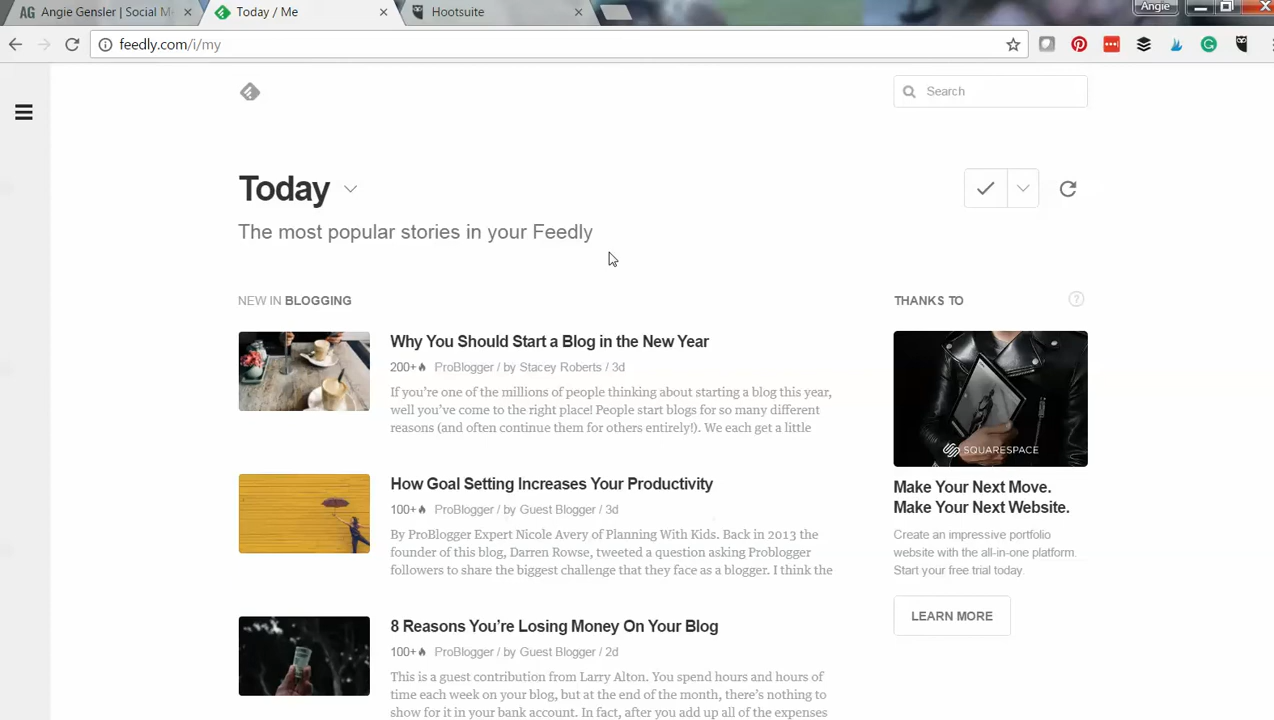 AG Angie Gensler | Social M
Today / Me
Hootsuite
Angie
feedly.com/i/my
Search
Today
The most popular stories in your Feedly
NEW IN BLOGGING
THANKS TO
?
Why You Should Start a Blog in the New Year
200+ ProBlogger / by Stacey Roberts / 3d
If you’re one of the millions of people thinking about starting a blog this year,
well you’ve come to the right place! People start blogs for so many different
reasons (and often continue them for others entirely!). We each get a little
How Goal Setting Increases Your Productivity
100+ ProBlogger / by Guest Blogger / 3d
By ProBlogger Expert Nicole Avery of Planning With Kids. Back in 2013 the
founder of this blog, Darren Rowse, tweeted a question asking Problogger
followers to share the biggest challenge that they face as a blogger. I think the
8 Reasons You’re Losing Money On Your Blog
100+ ProBlogger / by Guest Blogger / 2d
This is a guest contribution from Larry Alton. You spend hours and hours of
time each week on your blog, but at the end of the month, there’s nothing to
show for it in your bank account. In fact, after you add up all of the expenses
SQUARESPACE
Make Your Next Move.
Make Your Next Website.
Create an impressive portfolio
website with the all-in-one platform.
Start your free trial today
LEARN MORE